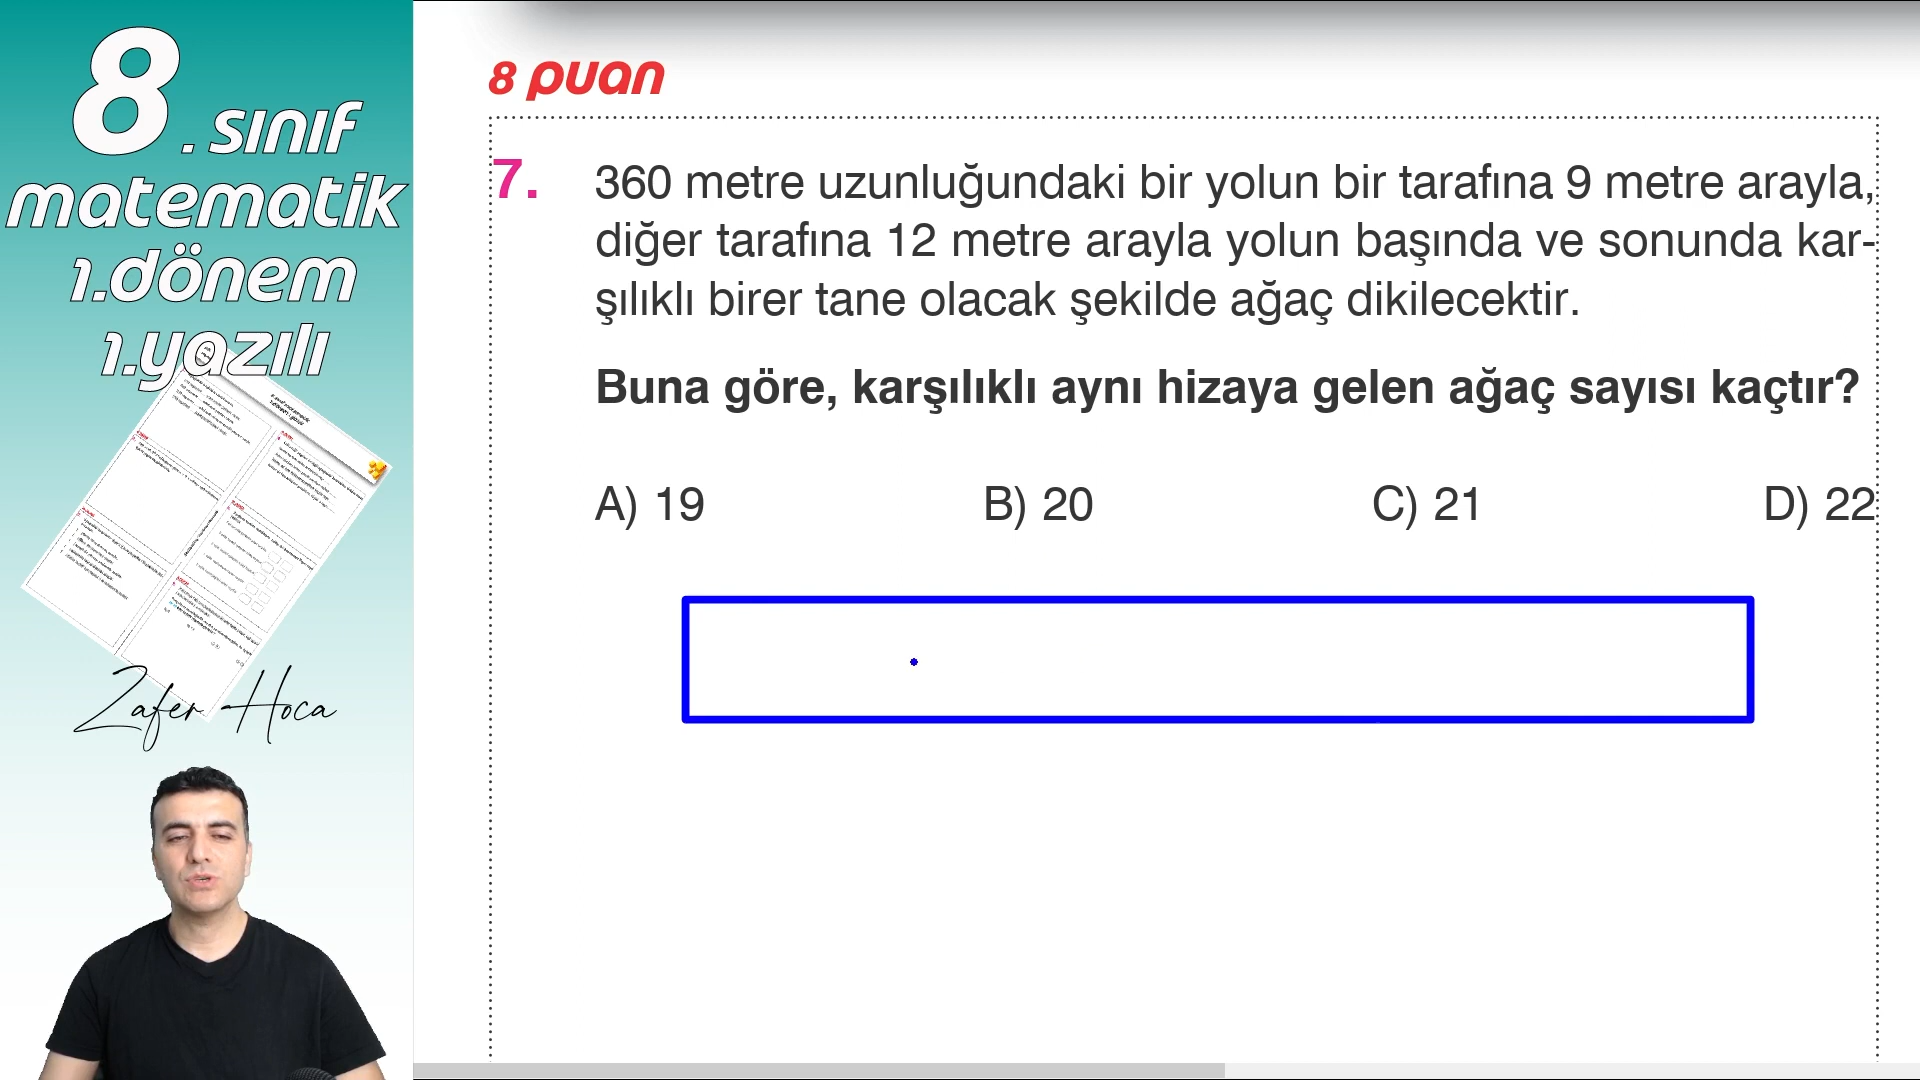 8. sınıf
matematik
1.dönem
1.yazılı
Zafer Hoca
8 puan
7. 360 metre uzunluğundaki bir yolun bir tarafına 9 metre arayla,
diğer tarafına 12 metre arayla yolun başında ve sonunda kar-
şılıklı birer tane olacak şekilde ağaç dikilecektir.
Buna göre, karşılıklı aynı hizaya gelen ağaç sayısı kaçtır?
A) 19 B) 20 C) 21 D) 22